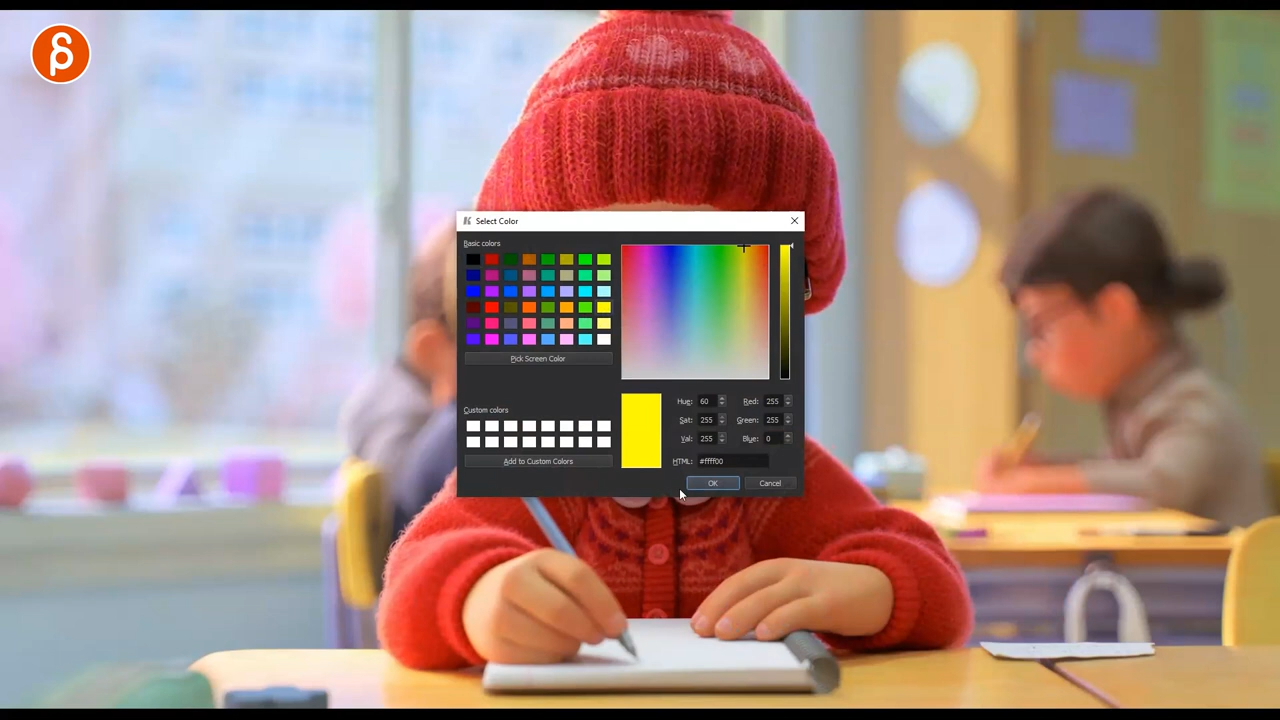 Select Color
Basic colors
Pick Screen Color
Custom colors
Add to Custom Colors
Hue: 60 Red: 255
Sat: 255 Green: 255
Val: 255 Blue: 0
HTML: #ffff00
OK Cancel